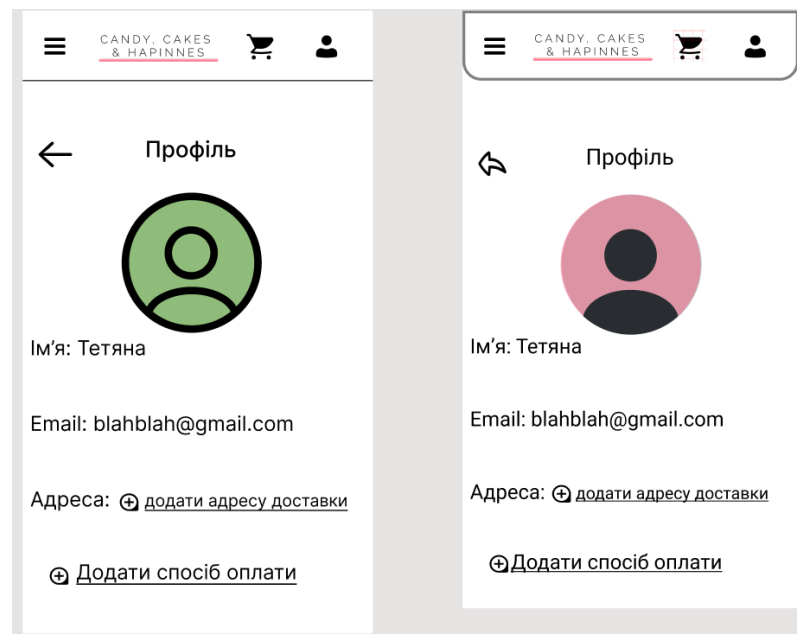 CANDY, CAKES
& HAPINNES
Профіль
Ім'я: Тетяна
Email: blahblah@gmail.com
Адреса: додати адресу доставки
Додати спосіб оплати
CANDY, CAKES
& HAPINNES
Профіль
Ім'я: Тетяна
Email: blahblah@gmail.com
Адреса: додати адресу доставки
Додати спосіб оплати